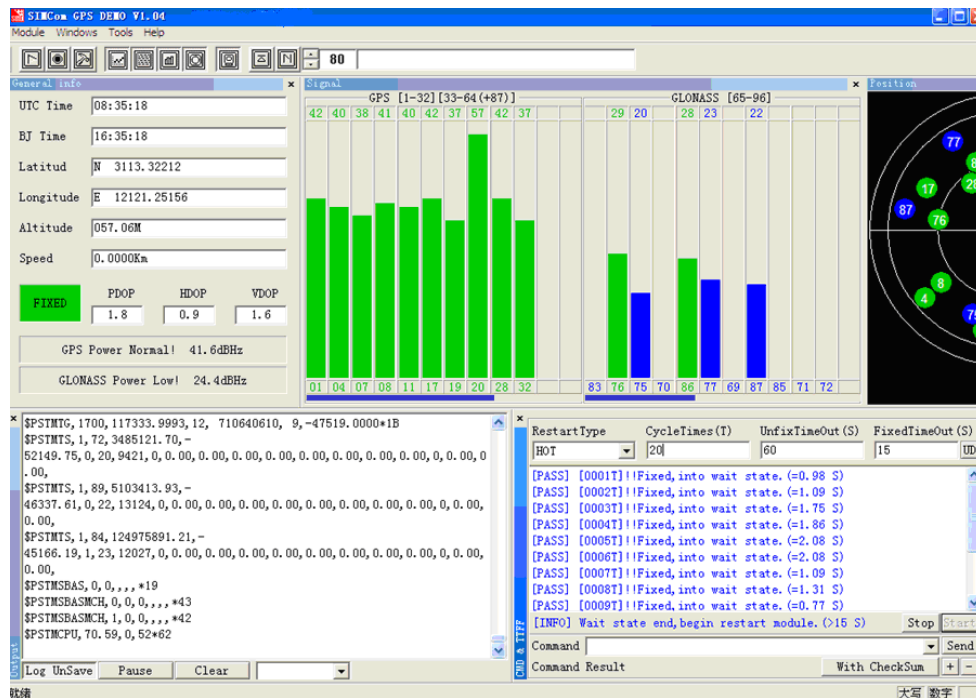 SIMCom GPS DEMO V1.04
Module Windows Tools Help
80
General info
UTC Time 08:35:18
BJ Time 16:35:18
Latitud N 3113.32212
Longitude E 12121.25156
Altitude 057.06M
Speed 0.0000Km
FIXED
PDOP HDOP VDOP
1.8 0.9 1.6
GPS Power Normal! 41.6dBHz
GLONASS Power Low! 24.4dBHz
Signal
GPS [1-32][33-64(+87)] GLONASS [65-96]
42 40 38 41 40 42 37 57 42 37 29 20 28 23 22
01 04 07 08 11 17 19 20 28 32 83 76 75 70 86 77 69 87 85 71 72
Position
77
8
28
17
87
76
8
4
75
$PSTMTG,1700,117333.9993,12, 710640610, 9,-47519.0000*1B
$PSTMTS,1,72,3485121.70,-
52149.75,0,20,9421,0,0.00,0.00,0.00,0.00,0.00,0.00,0.00,0,0.00,0
.00,
$PSTMTS,1,89,5103413.93,-
46337.61,0,22,13124,0,0.00,0.00,0.00,0.00,0.00,0.00,0.00,0,0.00,
0.00,
$PSTMTS,1,84,124975891.21,-
45166.19,1,23,12027,0,0.00,0.00,0.00,0.00,0.00,0.00,0.00,0,0.00,
0.00,
$PSTMSBAS,0,0,,,,*19
$PSTMSBASMCH,0,0,0,,,,*43
$PSTMSBASMCH,1,0,0,,,,*42
$PSTMCPU,70.59,0,52*62
Output
Log UnSave Pause Clear
RestartType CycleTimes(T) UnfixTimeOut(S) FixedTimeOut(S)
HOT 20 60 15 UD
[PASS] [0001T]!!Fixed,into wait state.(=0.98 S)
[PASS] [0002T]!!Fixed,into wait state.(=1.09 S)
[PASS] [0003T]!!Fixed,into wait state.(=1.75 S)
[PASS] [0004T]!!Fixed,into wait state.(=1.86 S)
[PASS] [0005T]!!Fixed,into wait state.(=2.08 S)
[PASS] [0006T]!!Fixed,into wait state.(=2.08 S)
[PASS] [0007T]!!Fixed,into wait state.(=1.09 S)
[PASS] [0008T]!!Fixed,into wait state.(=1.31 S)
[PASS] [0009T]!!Fixed,into wait state.(=0.77 S)
[INFO] Wait state end,begin restart module.(>15 S) Stop Start
CMD & TTFF
Command Send
Command Result With CheckSum + -
就绪 大写 数字